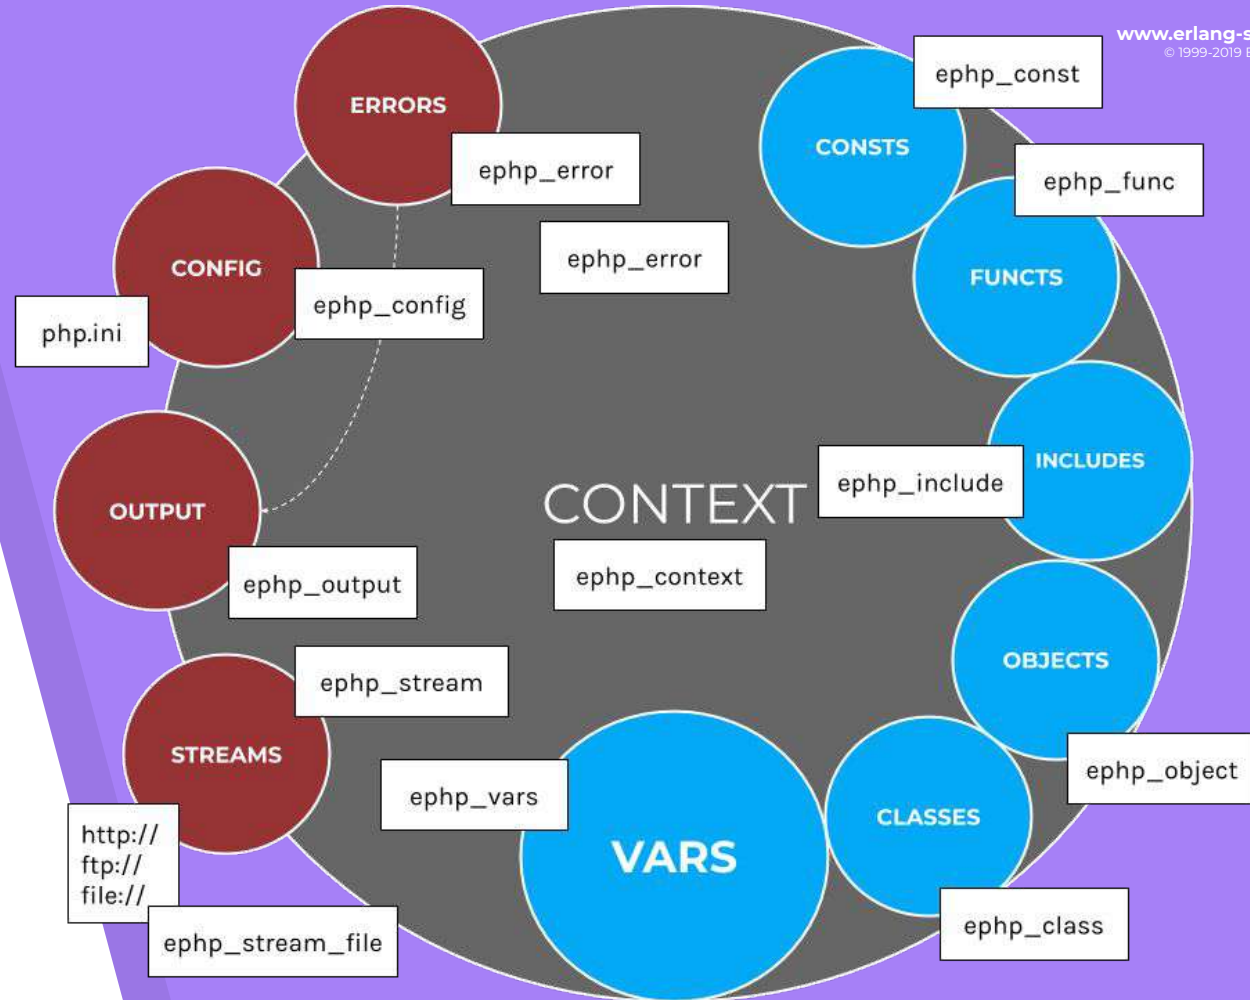 www.erlang-s
© 1999-2019 E
ERRORS
ephp_error
ephp_error
CONSTS
ephp_const
ephp_func
FUNCTS
CONFIG
ephp_config
php.ini
INCLUDES
ephp_include
OUTPUT
CONTEXT
ephp_context
ephp_output
OBJECTS
ephp_object
ephp_stream
STREAMS
http://
ftp://
file://
ephp_stream_file
ephp_vars
VARS
CLASSES
ephp_class